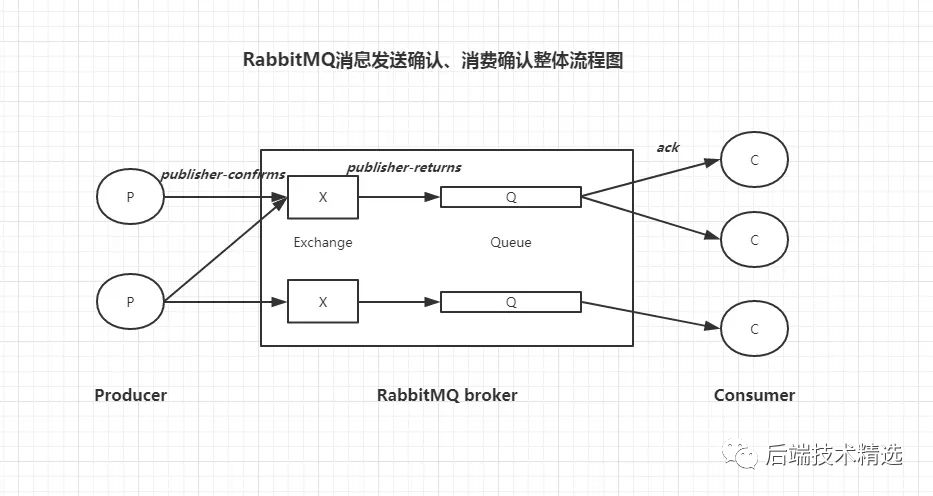 RabbitMQ消息发送确认、消费确认整体流程图
publisher-confirms
publisher-returns
ack
P
X
Q
C
Exchange
Queue
C
P
X
Q
C
Producer
RabbitMQ broker
Consumer
后端技术精选